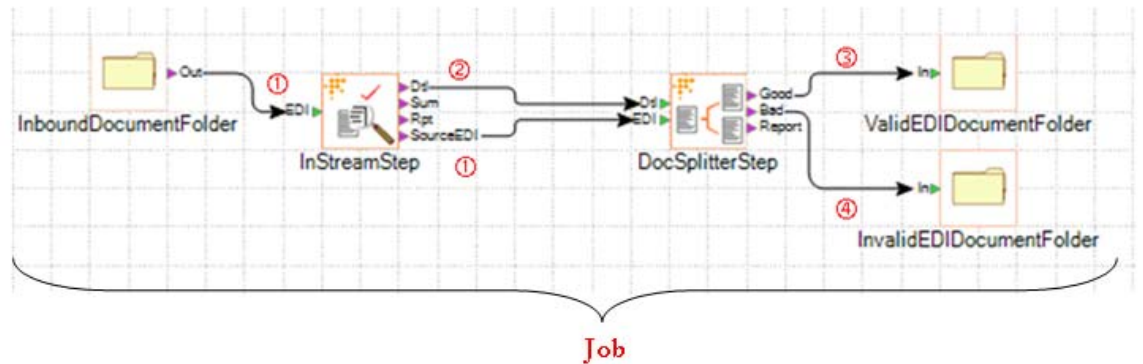 Out
①
EDI
InboundDocumentFolder
②
Dtl
Sum
Rpt
SourceEDI
InStreamStep
①
Dtl
EDI
Good
Bad
Report
DocSplitterStep
③
In
ValidEDIDocumentFolder
④
In
InvalidEDIDocumentFolder
Job